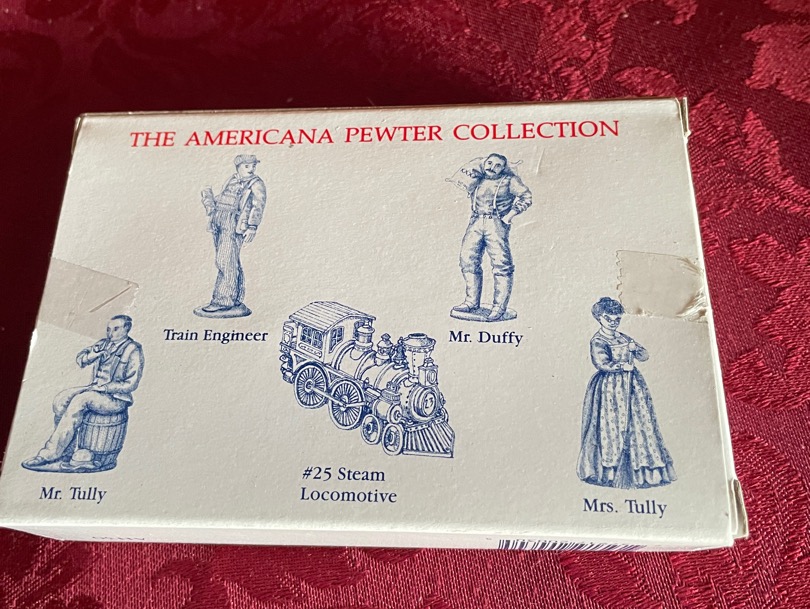 THE AMERICANA PEWTER COLLECTION
Train Engineer
Mr. Duffy
Mr. Tully
#25 Steam
Locomotive
Mrs. Tully